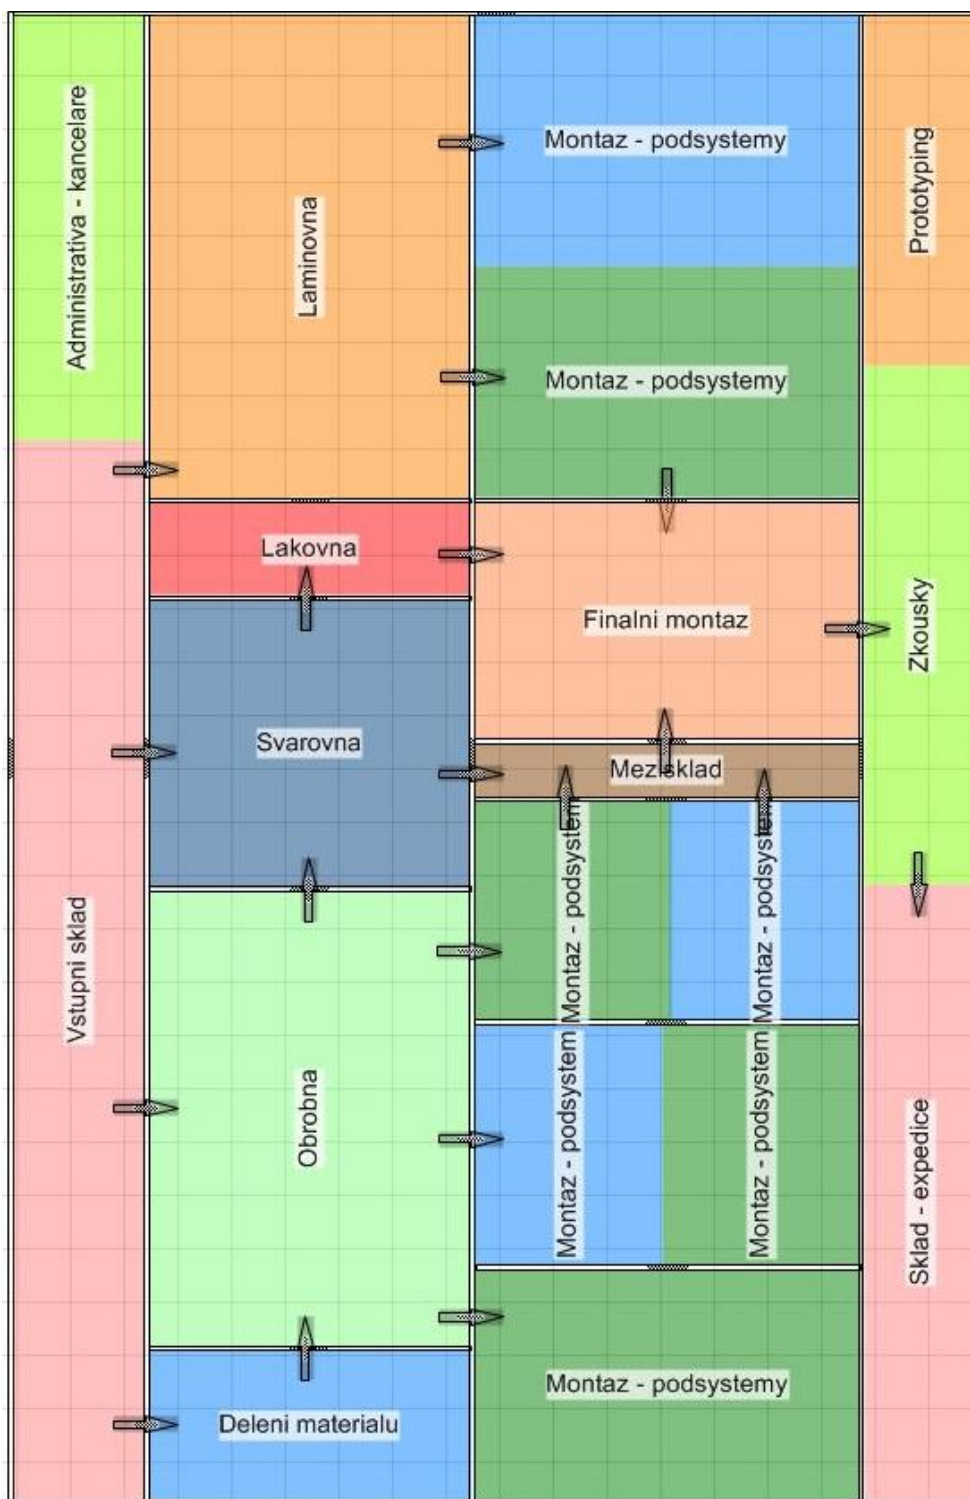 Administrativa - kancelare
Laminovna
Montaz - podsystemy
Prototyping
Montaz - podsystemy
Lakovna
Finalni montaz
Zkousky
Svarovna
Mezisklad
Vstupni sklad
Montaz - podsystem
Montaz - podsystem
Obrobna
Montaz - podsystem
Montaz - podsystem
Sklad - expedice
Montaz - podsystemy
Deleni materialu